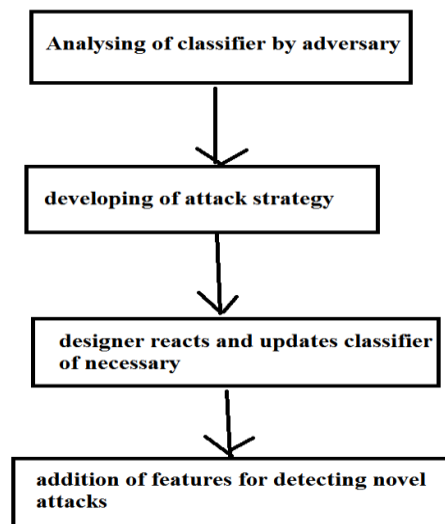 Analysing of classifier by adversary
developing of attack strategy
designer reacts and updates classifier
of necessary
addition of features for detecting novel
attacks